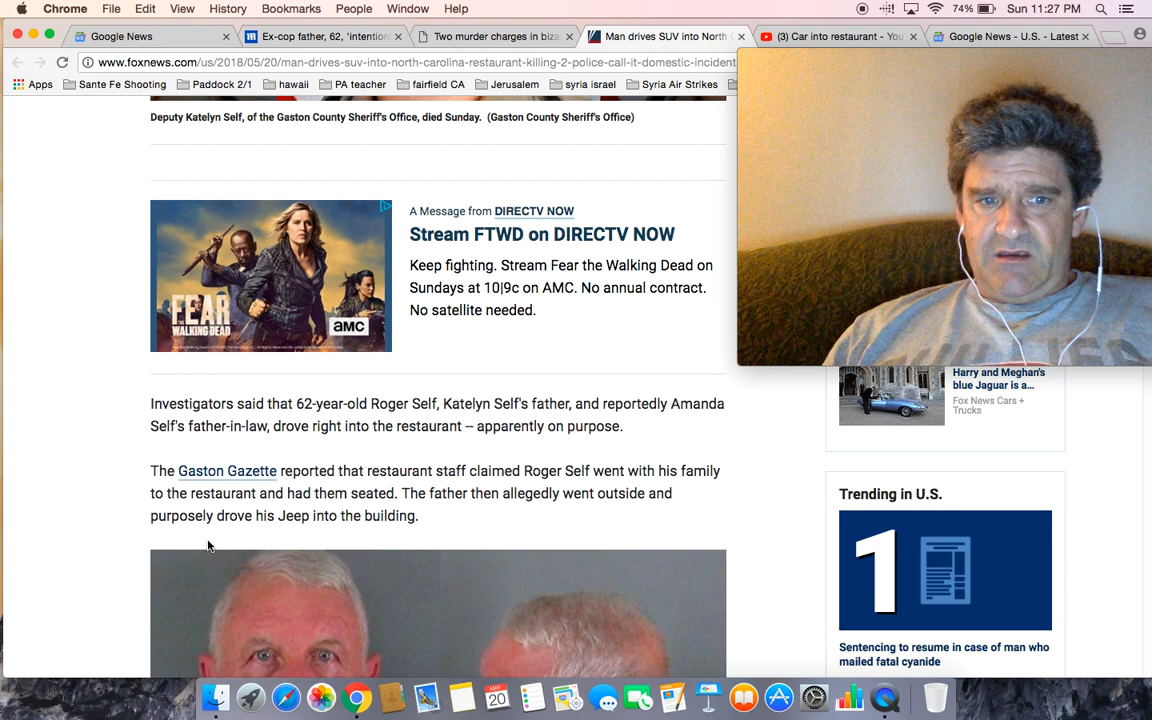 Chrome File Edit View History Bookmarks People Window Help 74% Sun 11:27 PM
Google News × Ex-cop father, 62, 'intention × Two murder charges in biza × Man drives SUV into North × (3) Car into restaurant - You × Google News - U.S. - Latest ×
www.foxnews.com/us/2018/05/20/man-drives-suv-into-north-carolina-restaurant-killing-2-police-call-it-domestic-incident
Apps Sante Fe Shooting Paddock 2/1 hawaii PA teacher fairfield CA Jerusalem syria israel Syria Air Strikes
Deputy Katelyn Self, of the Gaston County Sheriff's Office, died Sunday. (Gaston County Sheriff's Office)
A Message from DIRECTV NOW
Stream FTWD on DIRECTV NOW
Keep fighting. Stream Fear the Walking Dead on
Sundays at 10|9c on AMC. No annual contract.
No satellite needed.
FEAR
THE WALKING DEAD
amc
Investigators said that 62-year-old Roger Self, Katelyn Self's father, and reportedly Amanda
Self's father-in-law, drove right into the restaurant -- apparently on purpose.
The Gaston Gazette reported that restaurant staff claimed Roger Self went with his family
to the restaurant and had them seated. The father then allegedly went outside and
purposely drove his Jeep into the building.
Harry and Meghan's
blue Jaguar is a...
Fox News Cars +
Trucks
Trending in U.S.
1
Sentencing to resume in case of man who
mailed fatal cyanide
MAY
20